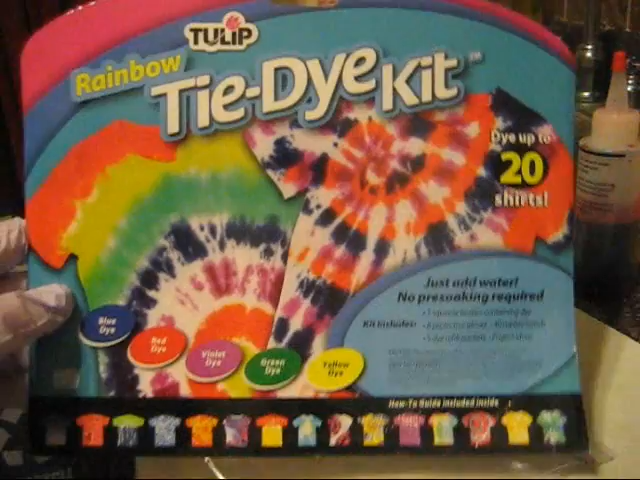 TULIP
Rainbow
Tie-Dye Kit™
Dye up to
20
shirts!
Just add water!
No presoaking required
Kit Includes:
Blue
Dye
Red
Dye
Violet
Dye
Green
Dye
Yellow
Dye
How-To Guide included inside